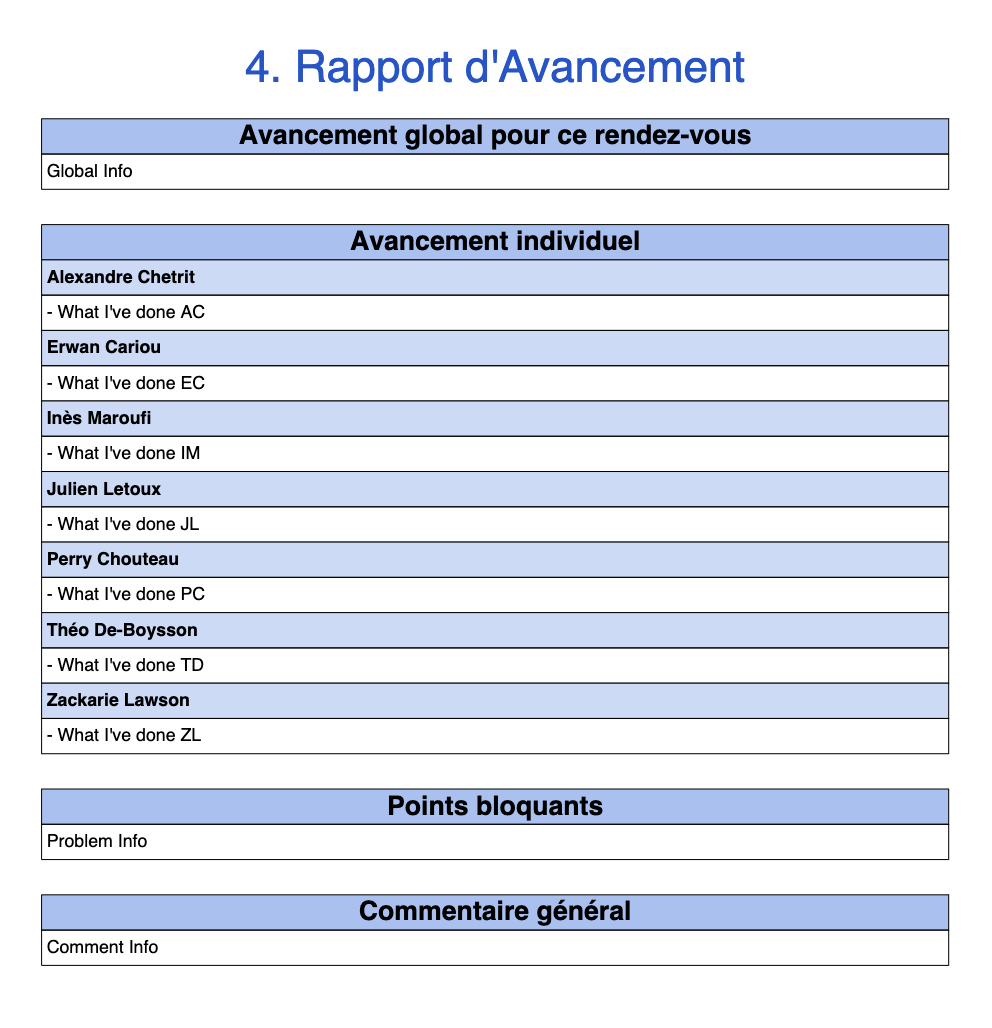 4. Rapport d'Avancement
Avancement global pour ce rendez-vous
Global Info
Avancement individuel
Alexandre Chetrit
- What I've done AC
Erwan Cariou
- What I've done EC
Inès Maroufi
- What I've done IM
Julien Letoux
- What I've done JL
Perry Chouteau
- What I've done PC
Théo De-Boysson
- What I've done TD
Zackarie Lawson
- What I've done ZL
Points bloquants
Problem Info
Commentaire général
Comment Info